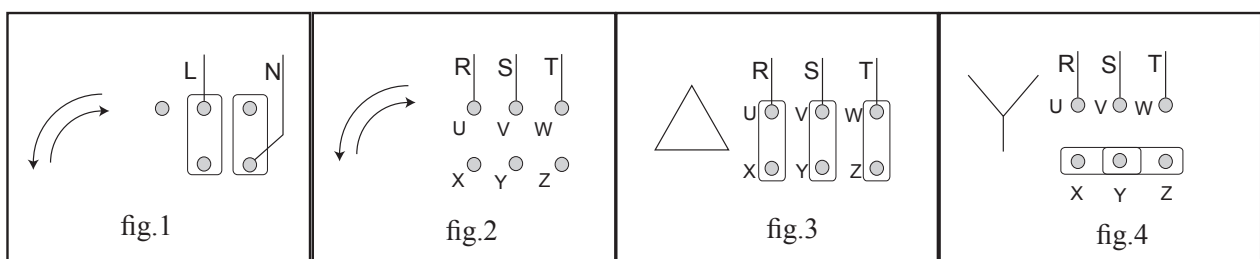 L N
fig.1
R S T
U V W
X Y Z
fig.2
R S T
U V W
X Y Z
fig.3
R S T
U V W
X Y Z
fig.4